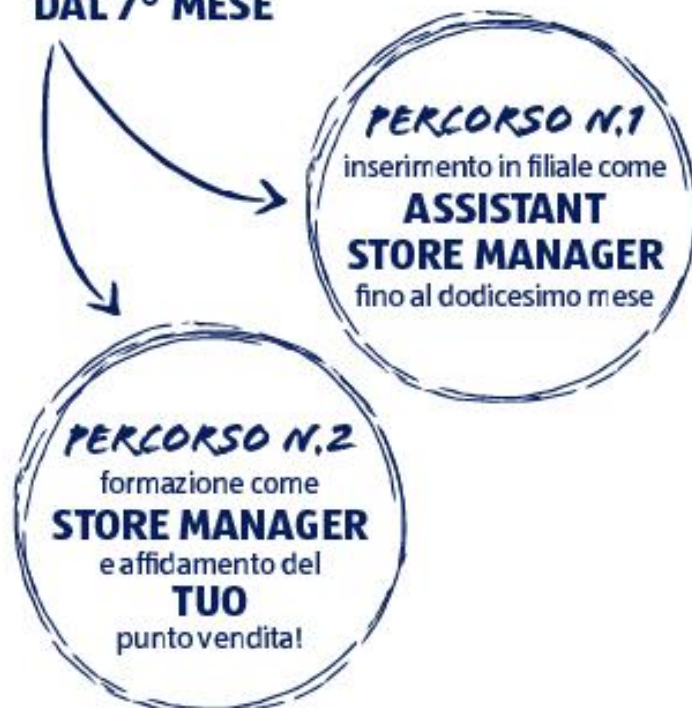 DAL 7° MESE
PERCORSO N.1
inserimento in filiale come
ASSISTANT
STORE MANAGER
fino al dodicesimo mese
PERCORSO N.2
formazione come
STORE MANAGER
e affidamento del
TUO
punto vendita!